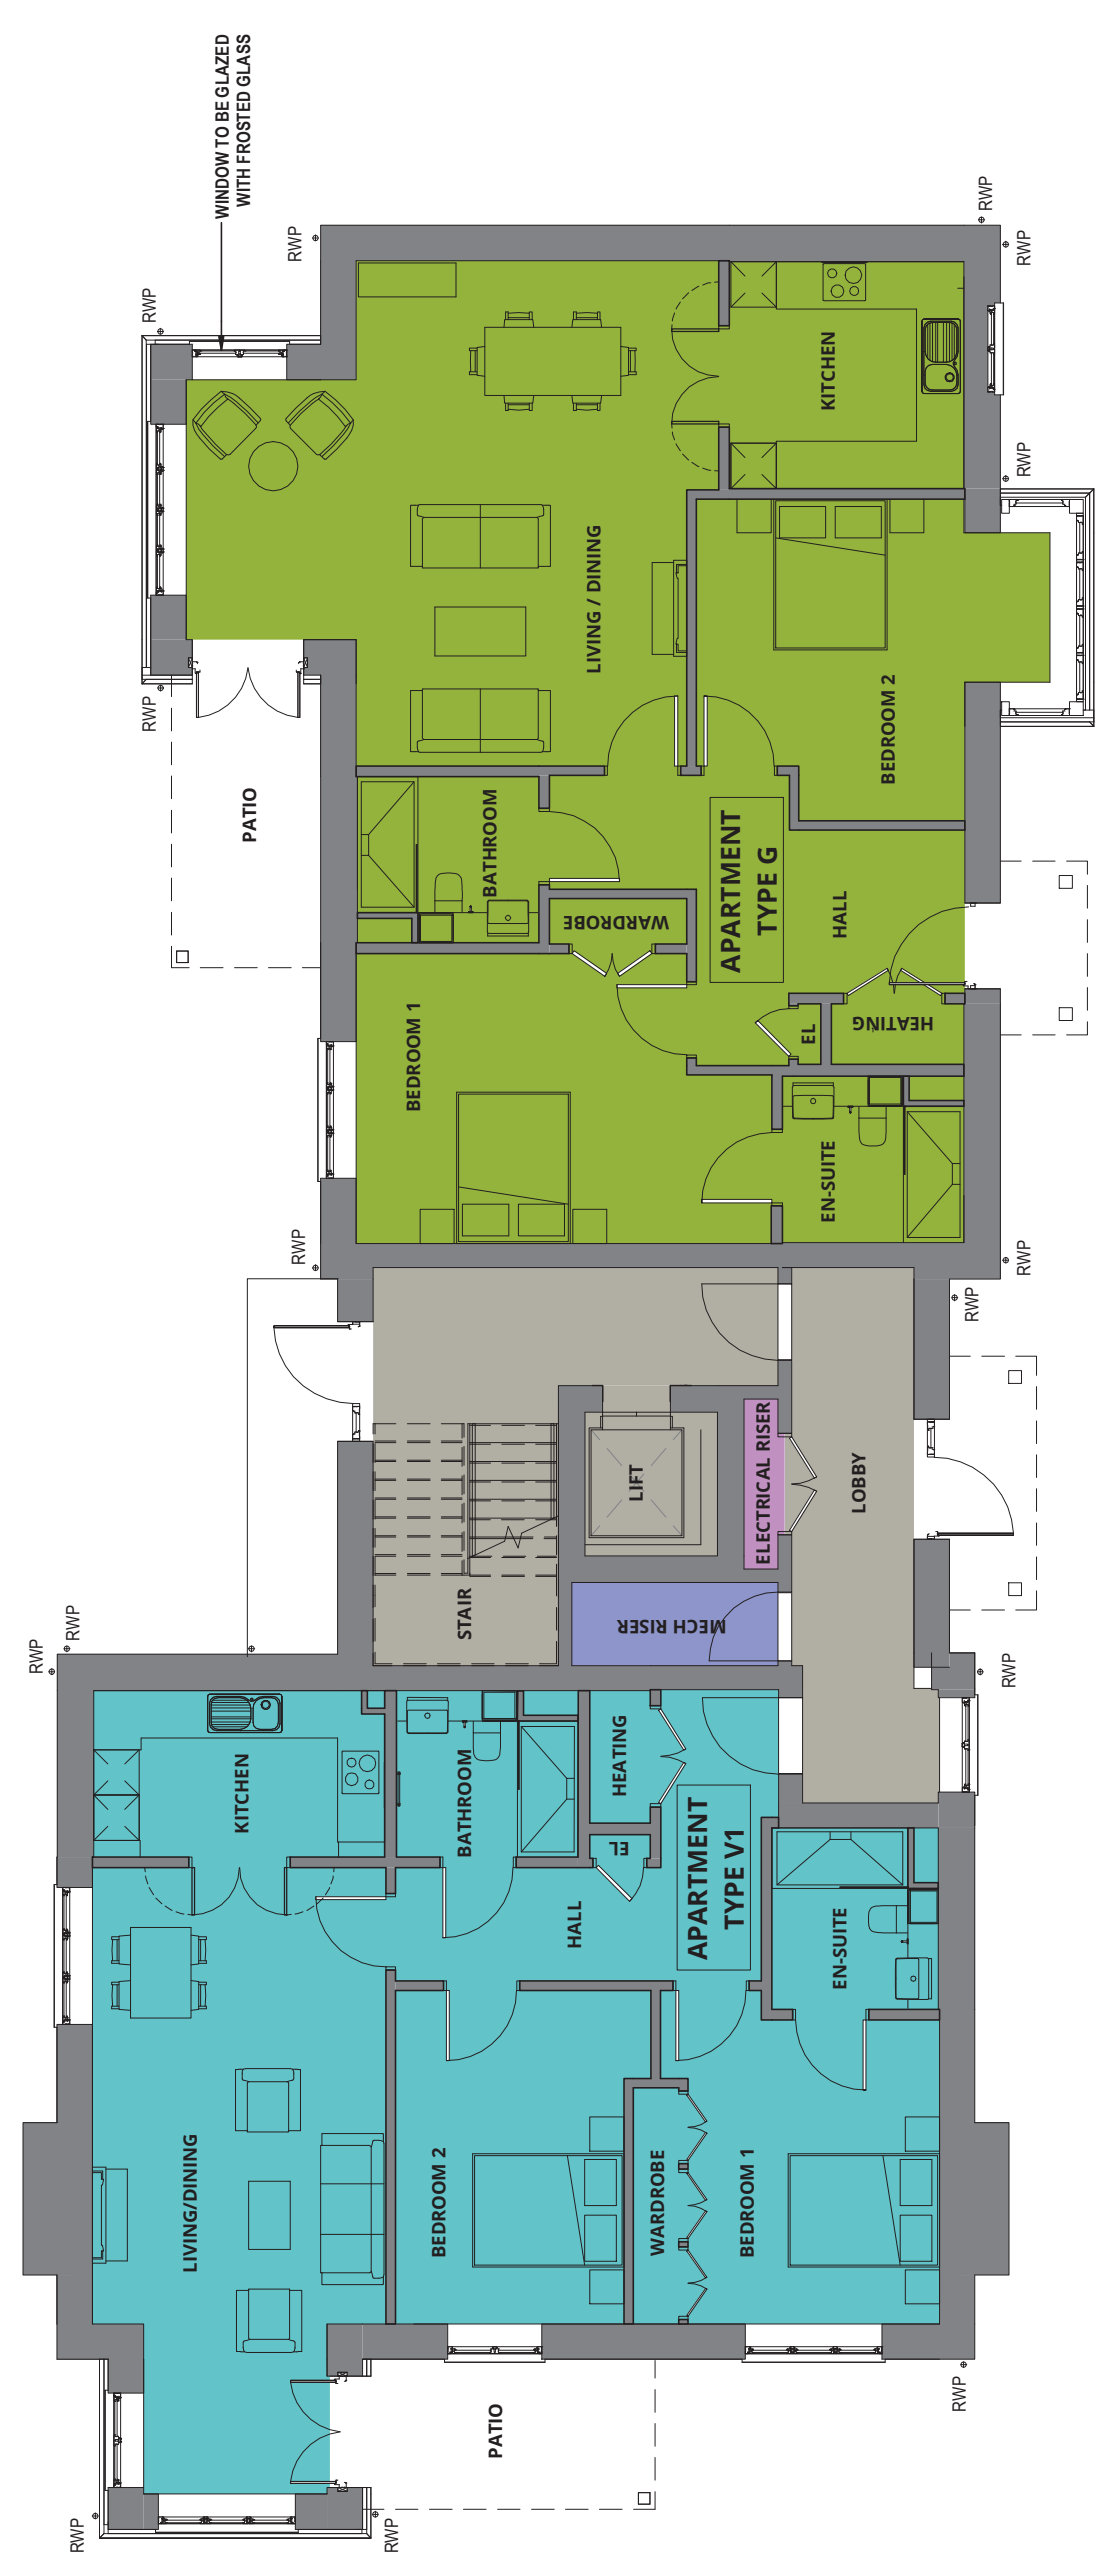 WINDOW TO BE GLAZED
WITH FROSTED GLASS
RWP
RWP
RWP
RWP
RWP
KITCHEN
RWP
LIVING / DINING
BEDROOM 2
RWP
PATIO
BATHROOM
APARTMENT
TYPE G
WARDROBE
HALL
HEATING
EL
BEDROOM 1
EN-SUITE
RWP
RWP
RWP
LIFT
ELECTRICAL RISER
LOBBY
STAIR
MECH RISER
RWP
RWP
RWP
KITCHEN
BATHROOM
HEATING
EL
APARTMENT
TYPE V1
HALL
EN-SUITE
LIVING/DINING
BEDROOM 2
WARDROBE
BEDROOM 1
RWP
PATIO
RWP
RWP